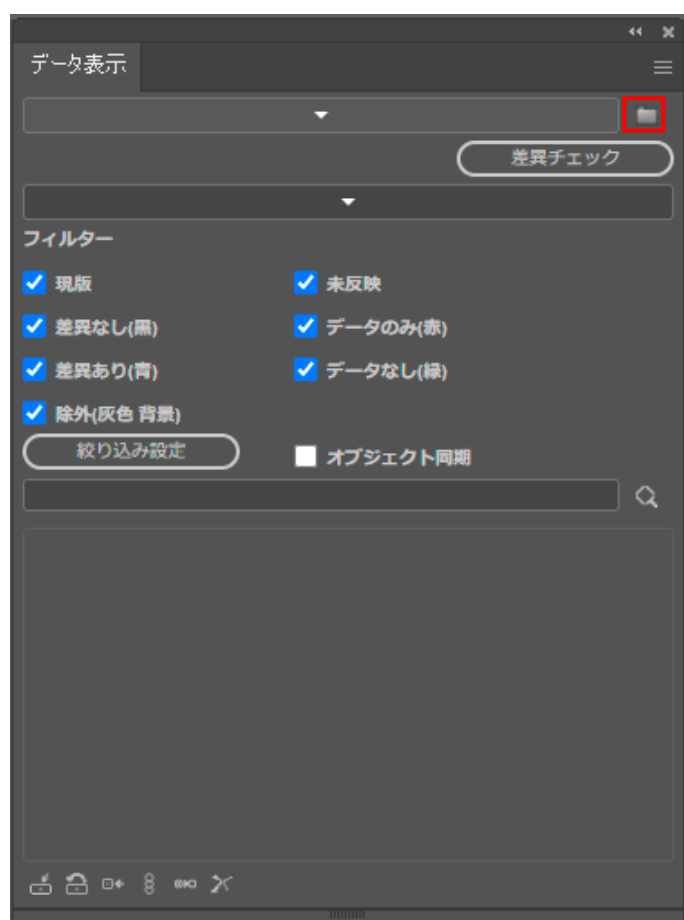 データ表示
差異チェック
フィルター
現版
未反映
差異なし(黒)
データのみ(赤)
差異あり(青)
データなし(緑)
除外(灰色 背景)
絞り込み設定
オブジェクト同期